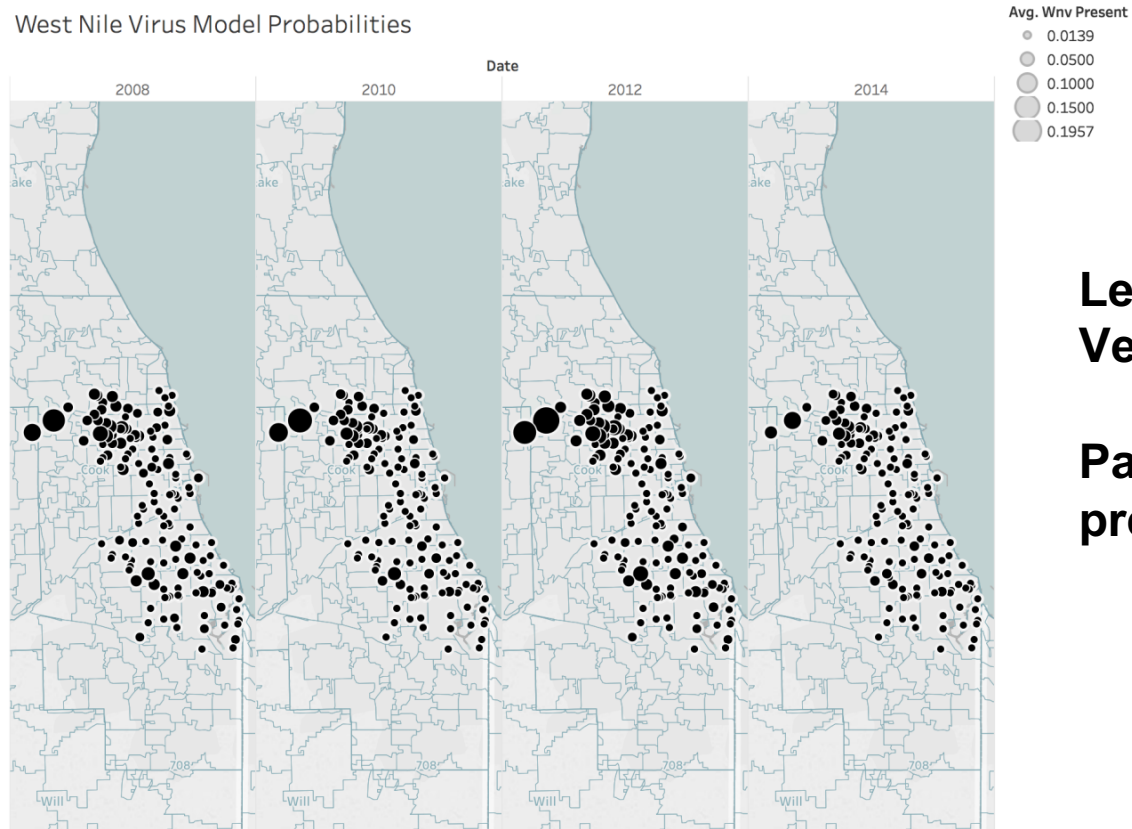 West Nile Virus Model Probabilities
Avg. Wnv Present
0.0139
0.0500
0.1000
0.1500
0.1957
Date
2008 2010 2012 2014
ake ake ake ake
Le
Ve
Pa
pre
Cook Cook Cook Cook
708 708 708 708
Will Will Will Will